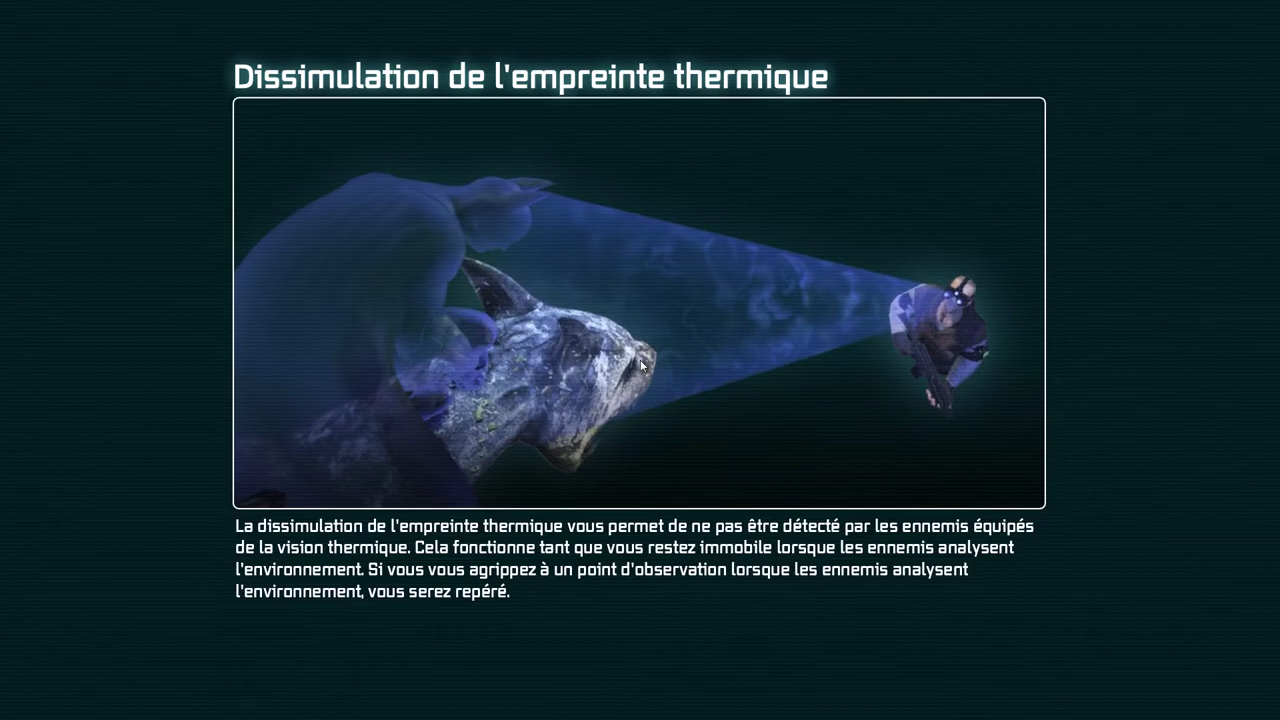 Dissimulation de l'empreinte thermique
La dissimulation de l'empreinte thermique vous permet de ne pas être détecté par les ennemis équipés
de la vision thermique. Cela fonctionne tant que vous restez immobile lorsque les ennemis analysent
l'environnement. Si vous vous agrippez à un point d'observation lorsque les ennemis analysent
l'environnement, vous serez repéré.